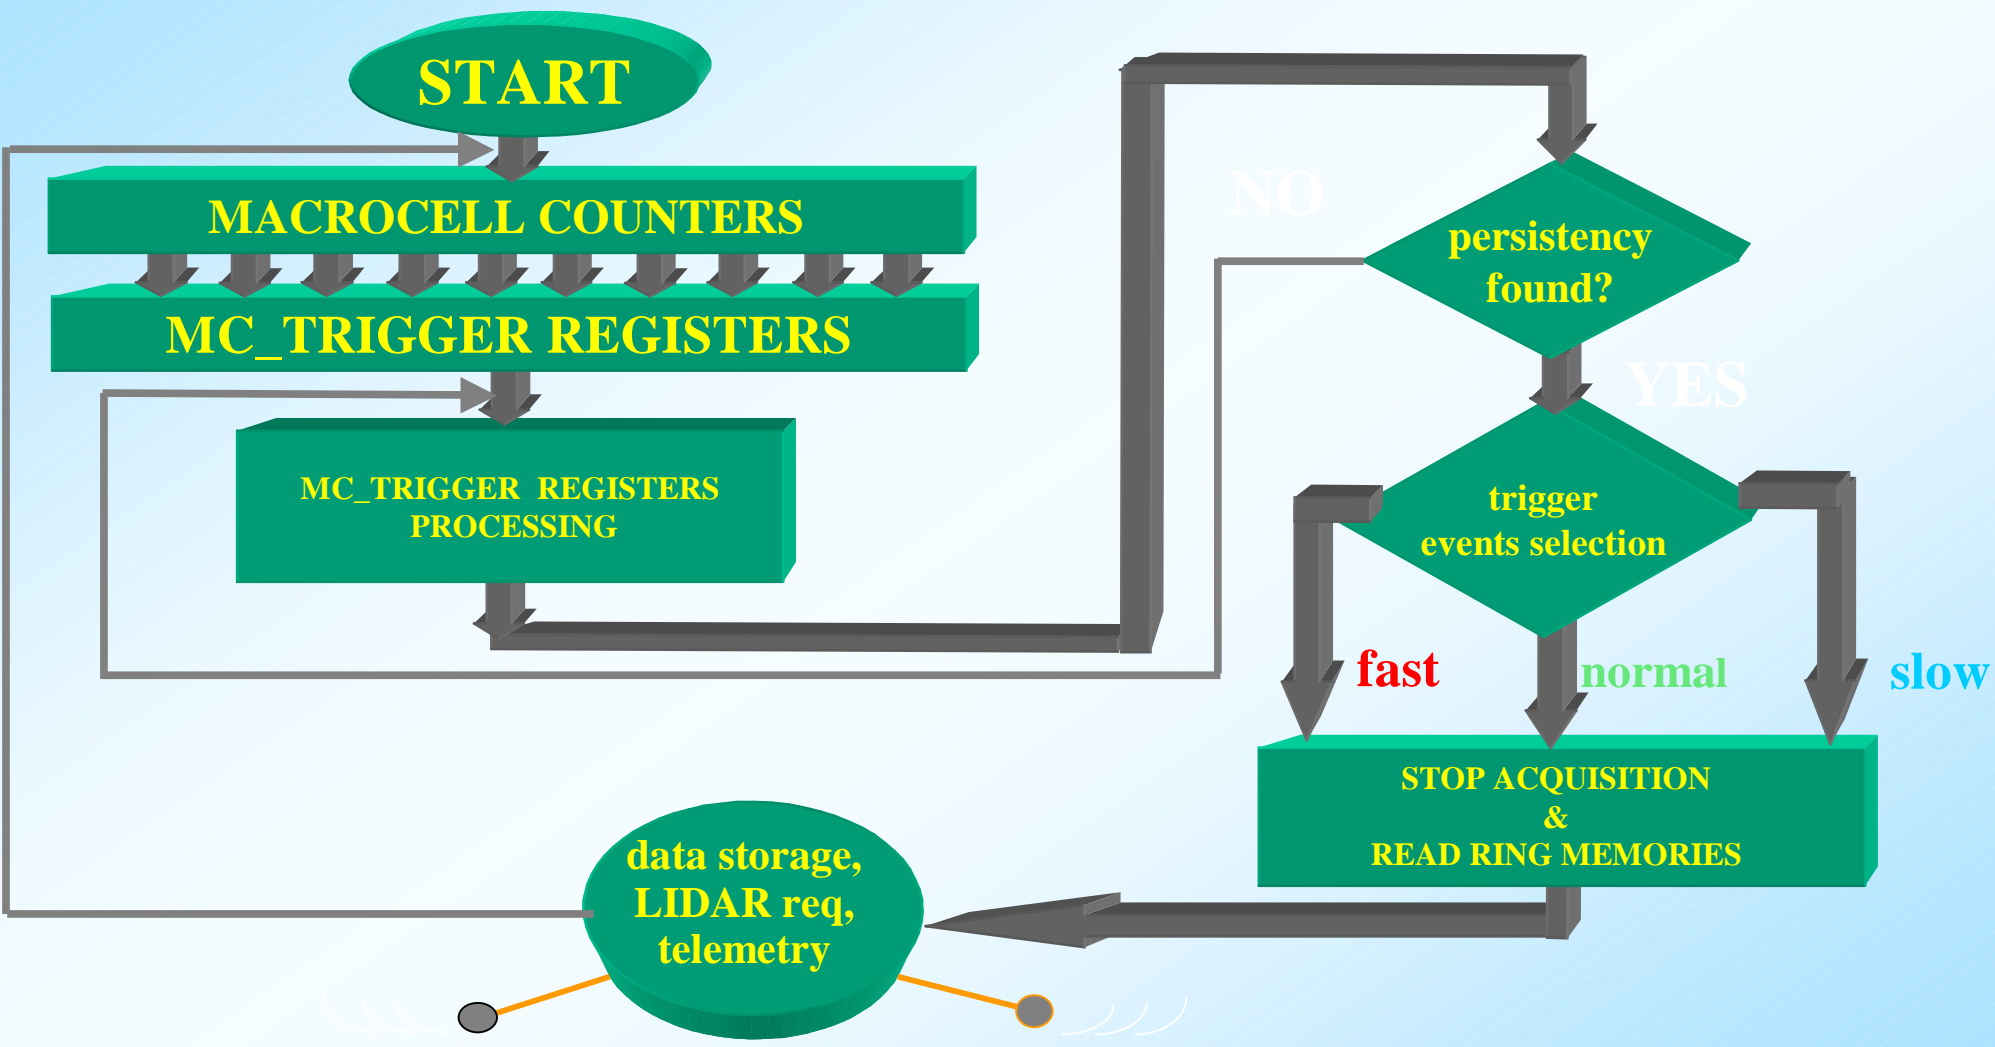 START
MACROCELL COUNTERS
MC_TRIGGER REGISTERS
MC_TRIGGER REGISTERS
PROCESSING
NO
persistency
found?
YES
trigger
events selection
fast
normal
slow
STOP ACQUISITION
&
READ RING MEMORIES
data storage,
LIDAR req,
telemetry